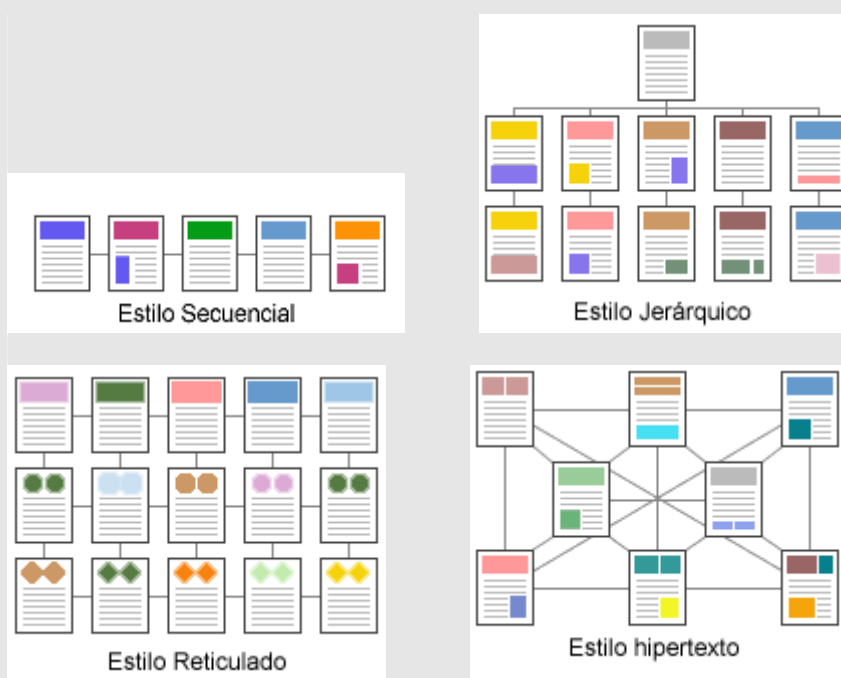 Estilo Secuencial
Estilo Jerárquico
Estilo Reticulado
Estilo hipertexto